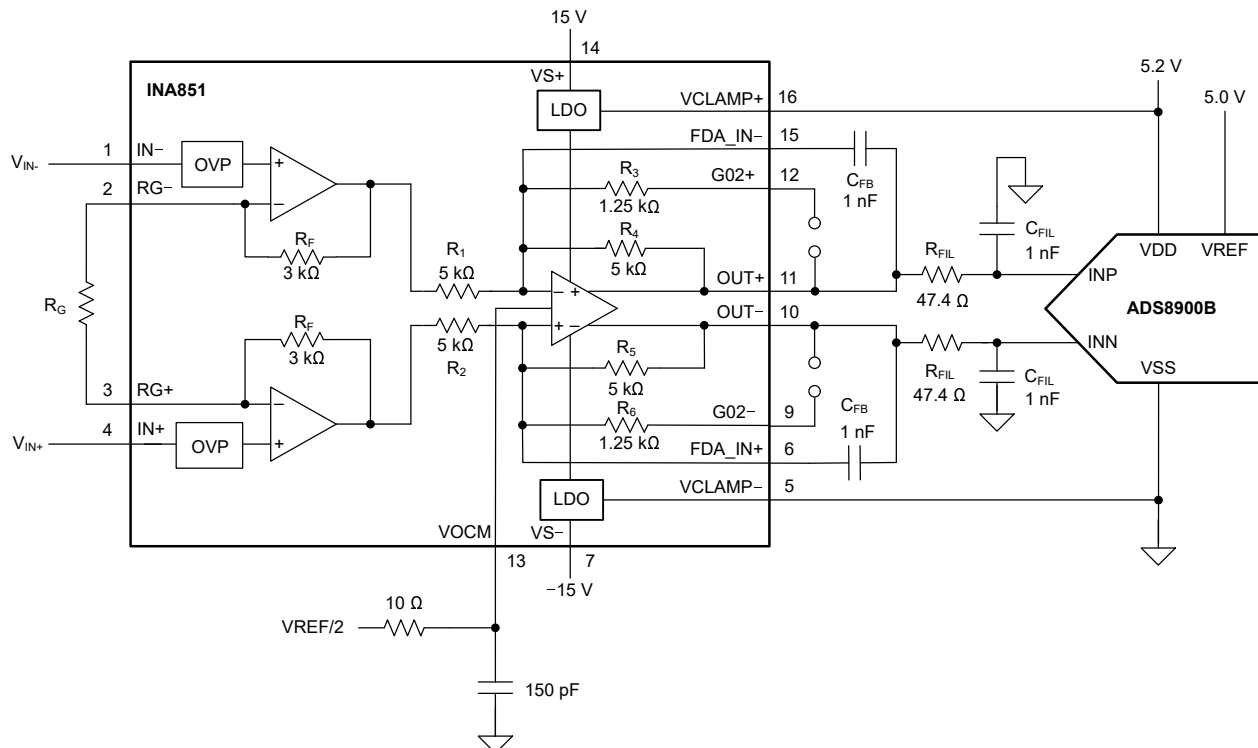 15 V
14
5.2 V
5.0 V
INA851
VS+
LDO
VCLAMP+
16
FDA_IN−
15
1
IN−
VIN-
OVP
+
R3
1.25 kΩ
G02+
12
CFB
1 nF
2
RG−
−
RF
3 kΩ
R4
5 kΩ
CFIL
1 nF
VDD
VREF
R1
5 kΩ
OUT+
11
RFIL
47.4 Ω
INP
RG
− +
+ −
OUT−
10
ADS8900B
RF
3 kΩ
5 kΩ
R2
R5
5 kΩ
INN
VSS
RFIL
47.4 Ω
CFIL
1 nF
3
RG+
−
R6
1.25 kΩ
G02−
9
CFB
1 nF
4
IN+
VIN+
OVP
+
FDA_IN+
6
LDO
VCLAMP−
5
VOCM
VS−
13
7
−15 V
10 Ω
VREF/2
150 pF